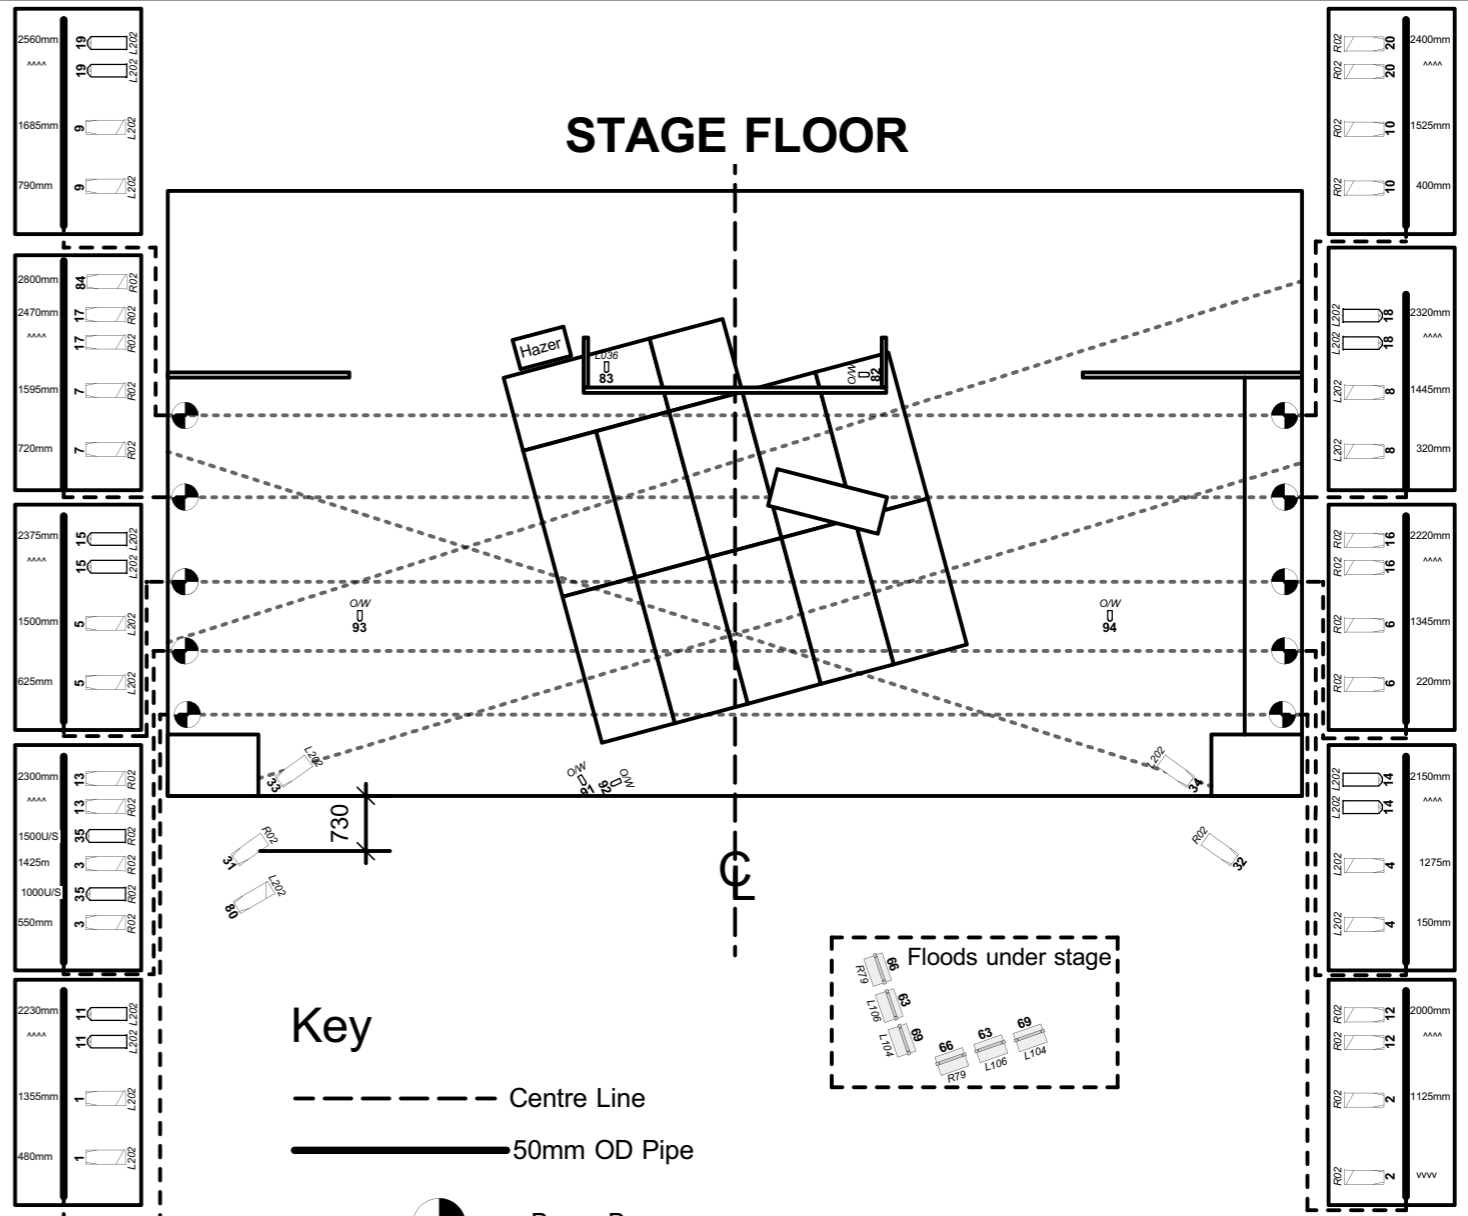 STAGE FLOOR
2560mm 19 L202
^^^^ 19 L202
1685mm 9 L202
790mm 9 L202
2800mm 84 R02
2470mm 17 R02
^^^^ 17 R02
1595mm 7 R02
720mm 7 R02
2375mm 15 L202
^^^^ 15 L202
1500mm 5 L202
625mm 5 L202
2300mm 13 R02
^^^^ 13 R02
1500U/S 35 R02
1425m 3 R02
1000U/S 35 R02
550mm 3 R02
2230mm 11 L202
^^^^ 11 L202
1355mm 1 L202
480mm 1 L202
Hazer
L036
83
O/W
82
O/W
93
O/W
94
L202
33
O/W
91
O/W
92
L202
34
730
R02
31
L202
80
R02
32
CL
Floods under stage
66
R79
63
L106
69
L104
66
R79
63
L106
69
L104
Key
Centre Line
50mm OD Pipe
R02 20 2400mm
R02 20 ^^^^
R02 10 1525mm
R02 10 400mm
L202 18 2320mm
L202 18 ^^^^
L202 8 1445mm
L202 8 320mm
R02 16 2220mm
R02 16 ^^^^
R02 6 1345mm
R02 6 220mm
L202 14 2150mm
L202 14 ^^^^
L202 4 1275m
L202 4 150mm
R02 12 2000mm
R02 12 ^^^^
R02 2 1125mm
R02 2 vvvv